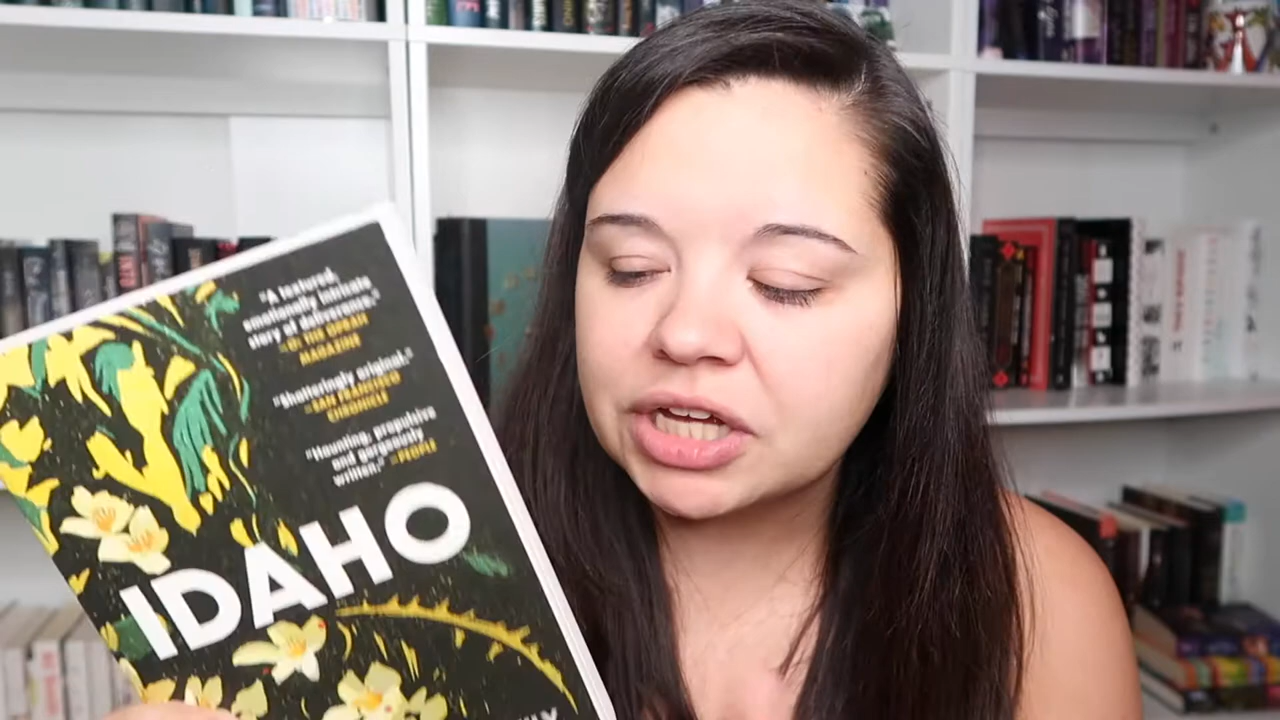 "A textured,
emotionally intricate
story of deliverance."
—O, THE OPRAH
MAGAZINE
"Shatteringly original."
—SAN FRANCISCO
CHRONICLE
"Haunting, propulsive
and gorgeously
written." —PEOPLE
IDAHO